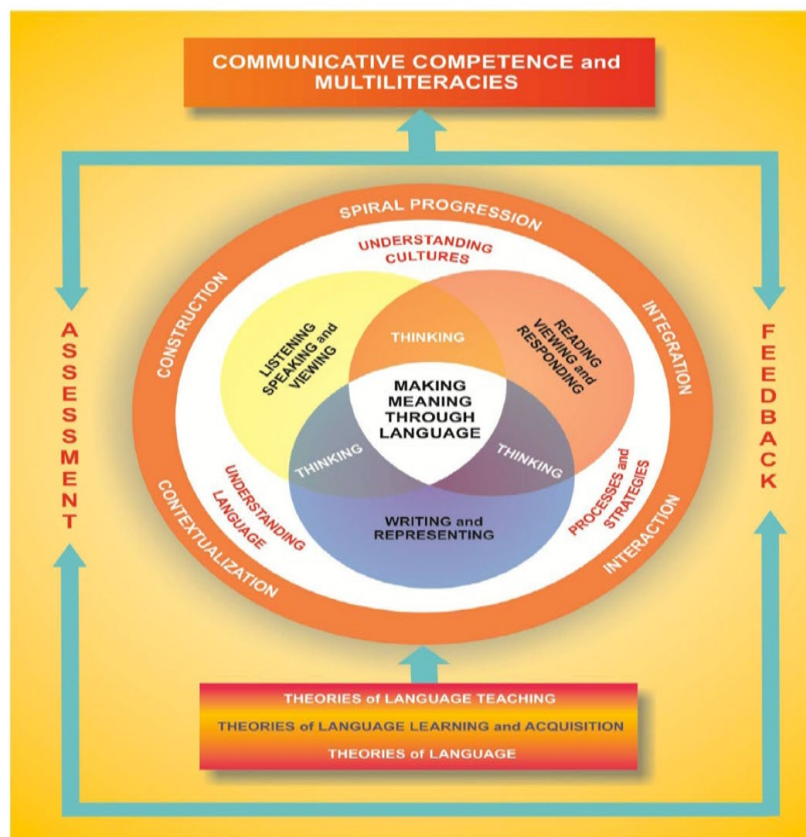 COMMUNICATIVE COMPETENCE and
MULTILITERACIES
SPIRAL PROGRESSION
CONSTRUCTION
INTEGRATION
CONTEXTUALIZATION
INTERACTION
UNDERSTANDING
CULTURES
LISTENING
SPEAKING and
VIEWING
THINKING
READING
VIEWING and
RESPONDING
MAKING
MEANING
THROUGH
LANGUAGE
THINKING
THINKING
UNDERSTANDING
LANGUAGE
WRITING and
REPRESENTING
PROCESSES and
STRATEGIES
ASSESSMENT
FEEDBACK
THEORIES of LANGUAGE TEACHING
THEORIES of LANGUAGE LEARNING and ACQUISITION
THEORIES of LANGUAGE